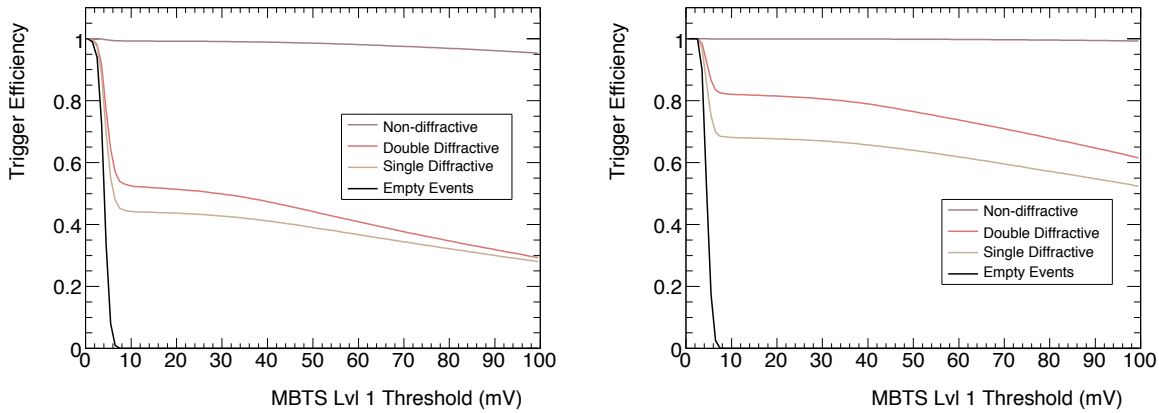 Trigger Efficiency
1
0.8
0.6
0.4
0.2
0
0 10 20 30 40 50 60 70 80 90 100
MBTS Lvl 1 Threshold (mV)
Non-diffractive
Double Diffractive
Single Diffractive
Empty Events
Trigger Efficiency
1
0.8
0.6
0.4
0.2
0
0 10 20 30 40 50 60 70 80 90 100
MBTS Lvl 1 Threshold (mV)
Non-diffractive
Double Diffractive
Single Diffractive
Empty Events